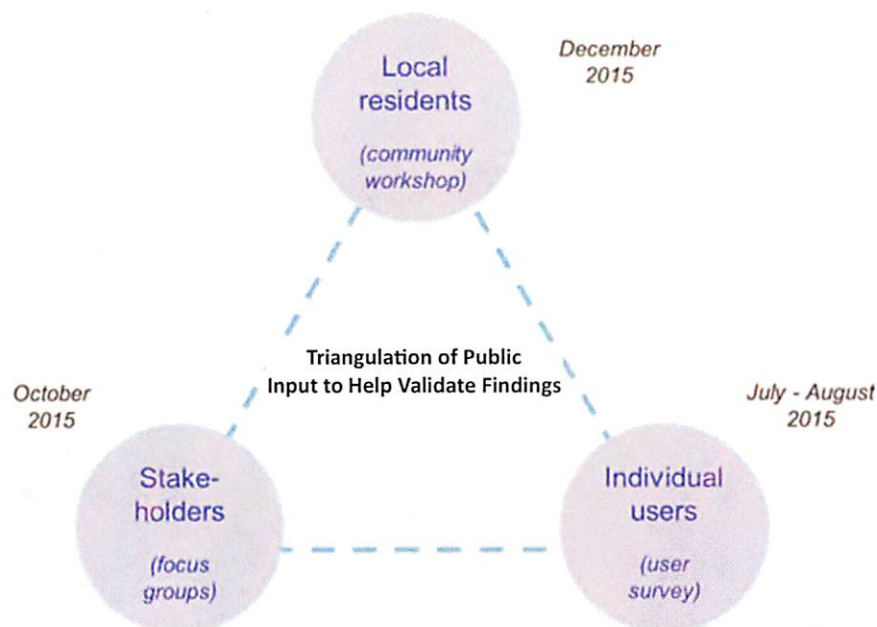 Local
residents
(community
workshop)
December
2015
Triangulation of Public
Input to Help Validate Findings
October
2015
Stake-
holders
(focus
groups)
July - August
2015
Individual
users
(user
survey)